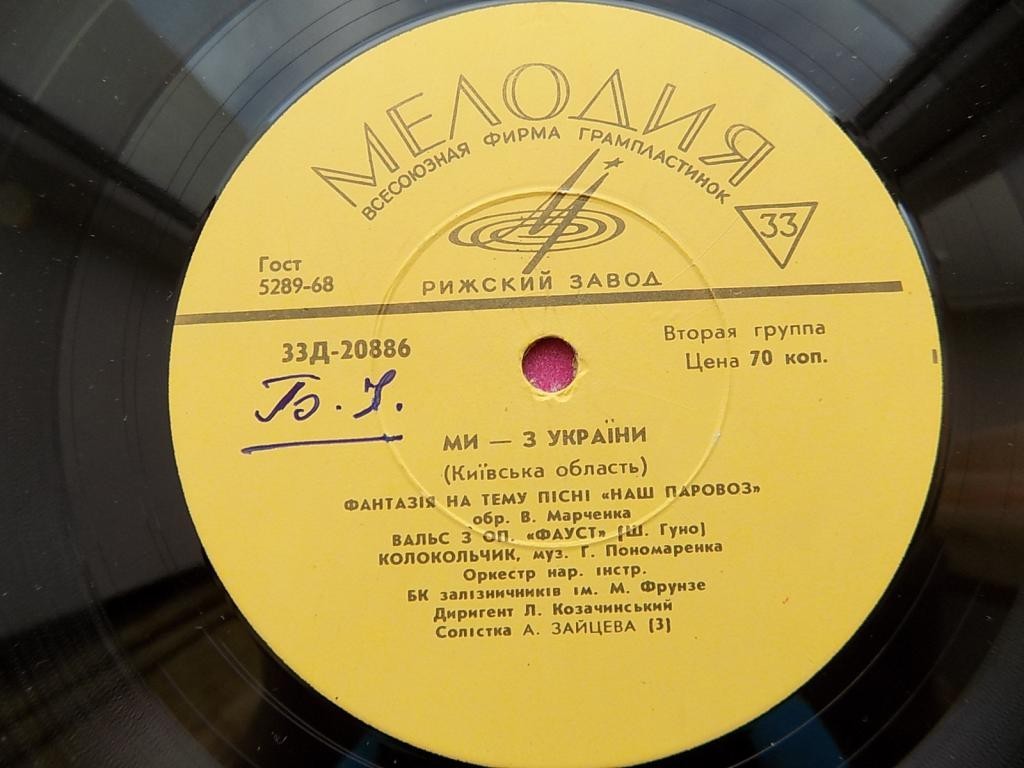 МЕЛОДИЯ
ВСЕСОЮЗНАЯ ФИРМА ГРАМПЛАСТИНОК
33
РИЖСКИЙ ЗАВОД
Гост
5289-68
33Д-20886
Вторая группа
Цена 70 коп.
МИ — З УКРАЇНИ
(Київська область)
ФАНТАЗІЯ НА ТЕМУ ПІСНІ «НАШ ПАРОВОЗ»
обр. В. Марченка
ВАЛЬС З ОП. «ФАУСТ» (Ш. Гуно)
КОЛОКОЛЬЧИК, муз. Г. Пономаренка
Оркестр нар. інстр.
БК залізничників ім. М. Фрунзе
Диригент Л. Козачинський
Солістка А. ЗАЙЦЕВА (3)